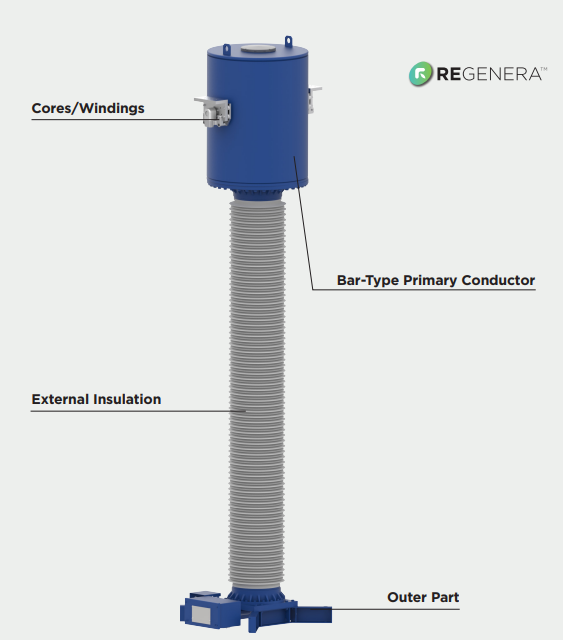 REGENERA™
Cores/Windings
Bar-Type Primary Conductor
External Insulation
Outer Part